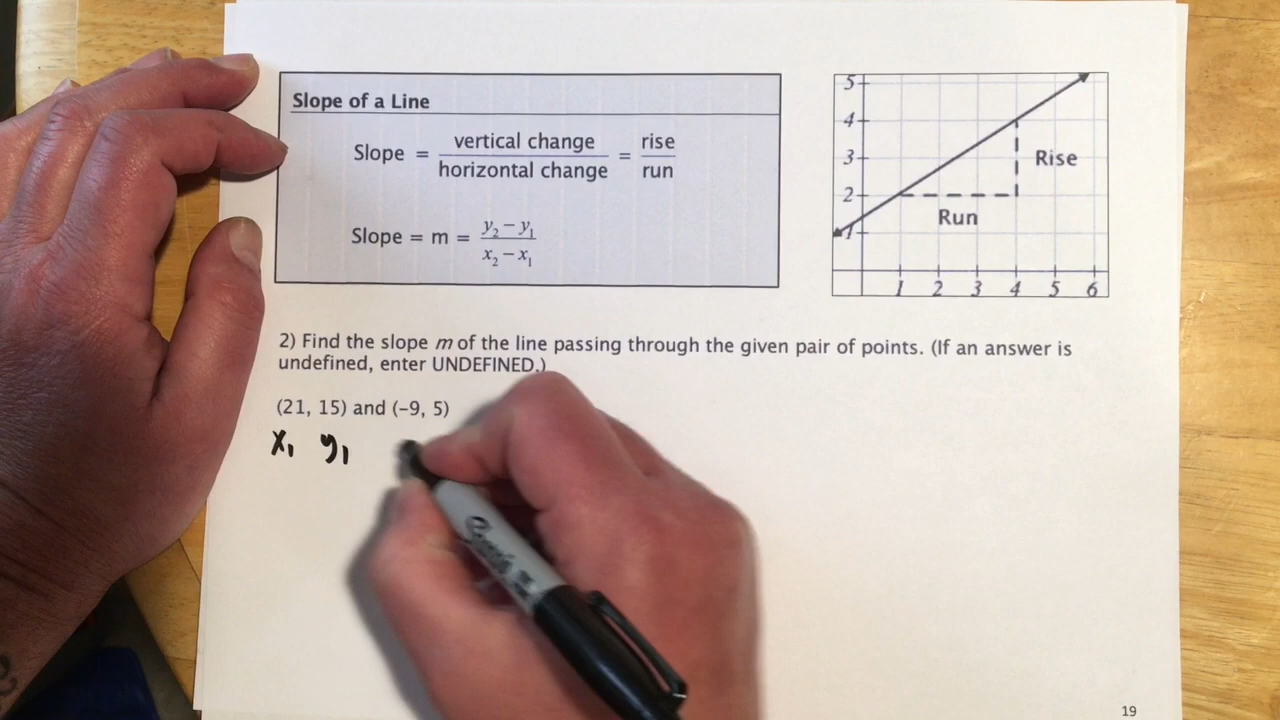 Slope of a Line
Slope = vertical change / horizontal change = rise / run
Slope = m = y₂ − y₁ / x₂ − x₁
5
4
3
2
1
Rise
Run
1 2 3 4 5 6
2) Find the slope m of the line passing through the given pair of points. (If an answer is
undefined, enter UNDEFINED.)
(21, 15) and (−9, 5)
x₁ y₁
Sharpie
19